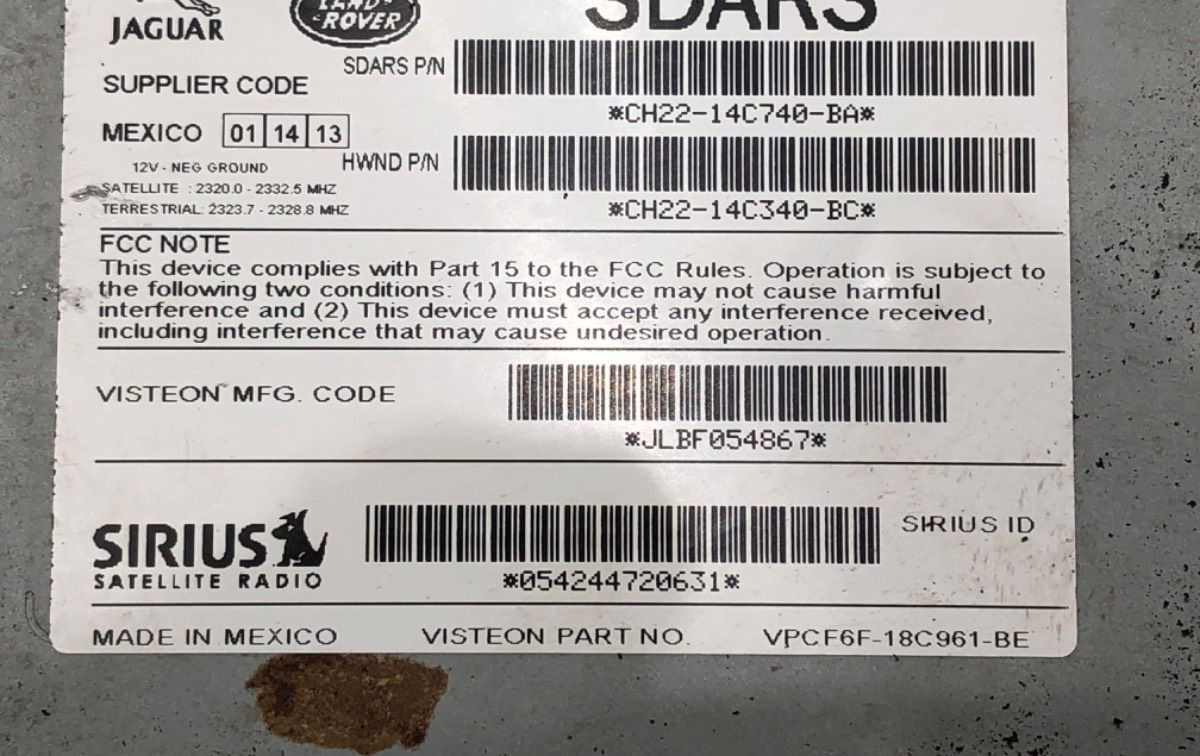 JAGUAR
LAND-
-ROVER
SDARS
SDARS P/N
*CH22-14C740-BA*
SUPPLIER CODE
MEXICO 01 14 13
HWND P/N
*CH22-14C340-BC*
12V - NEG GROUND
SATELLITE : 2320.0 - 2332.5 MHZ
TERRESTRIAL: 2323.7 - 2328.8 MHZ
FCC NOTE
This device complies with Part 15 to the FCC Rules. Operation is subject to
the following two conditions: (1) This device may not cause harmful
interference and (2) This device must accept any interference received,
including interference that may cause undesired operation.
VISTEON MFG. CODE
*JLBF054867*
SIRIUS
SATELLITE RADIO
*054244720631*
SIRIUS ID
MADE IN MEXICO VISTEON PART NO. VPCF6F-18C961-BE